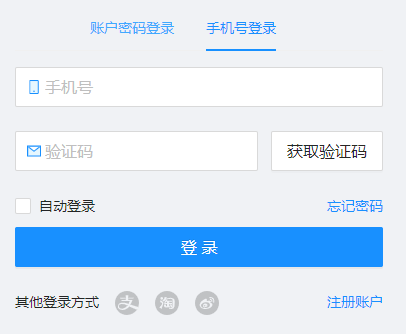 账户密码登录 手机号登录
手机号
验证码 获取验证码
自动登录 忘记密码
登 录
其他登录方式 支 淘 注册账户